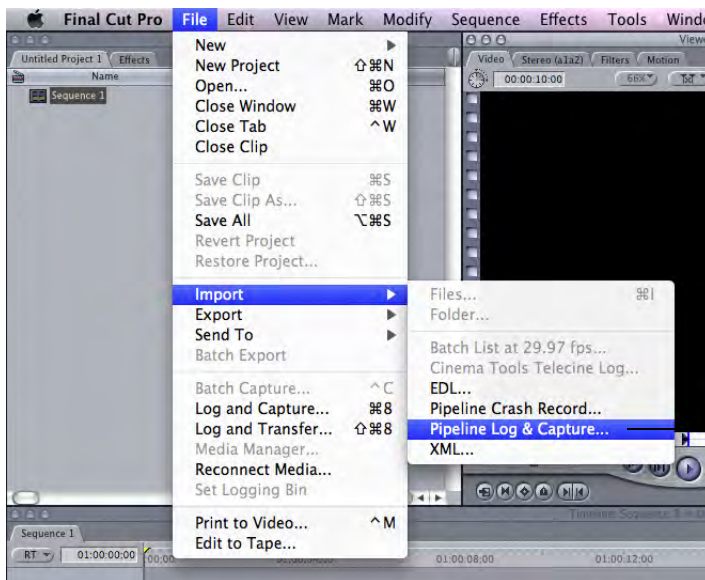 Final Cut Pro File Edit View Mark Modify Sequence Effects Tools Windo
Untitled Project 1 Effects
Name
Sequence 1
New
New Project ⇧⌘N
Open... ⌘O
Close Window ⌘W
Close Tab ^W
Close Clip
Save Clip ⌘S
Save Clip As... ⇧⌘S
Save All ⌥⌘S
Revert Project
Restore Project...
Import
Export
Send To
Batch Export
Batch Capture... ^C
Log and Capture... ⌘8
Log and Transfer... ⇧⌘8
Media Manager...
Reconnect Media...
Set Logging Bin
Print to Video... ^M
Edit to Tape...
Files... ⌘I
Folder...
Batch List at 29.97 fps...
Cinema Tools Telecine Log...
EDL...
Pipeline Crash Record...
Pipeline Log & Capture...
XML...
View
Video Stereo (a1a2) Filters Motion
00:00:10:00
Sequence 1
RT 01:00:00:00
01:00:08:00 01:00:12:00